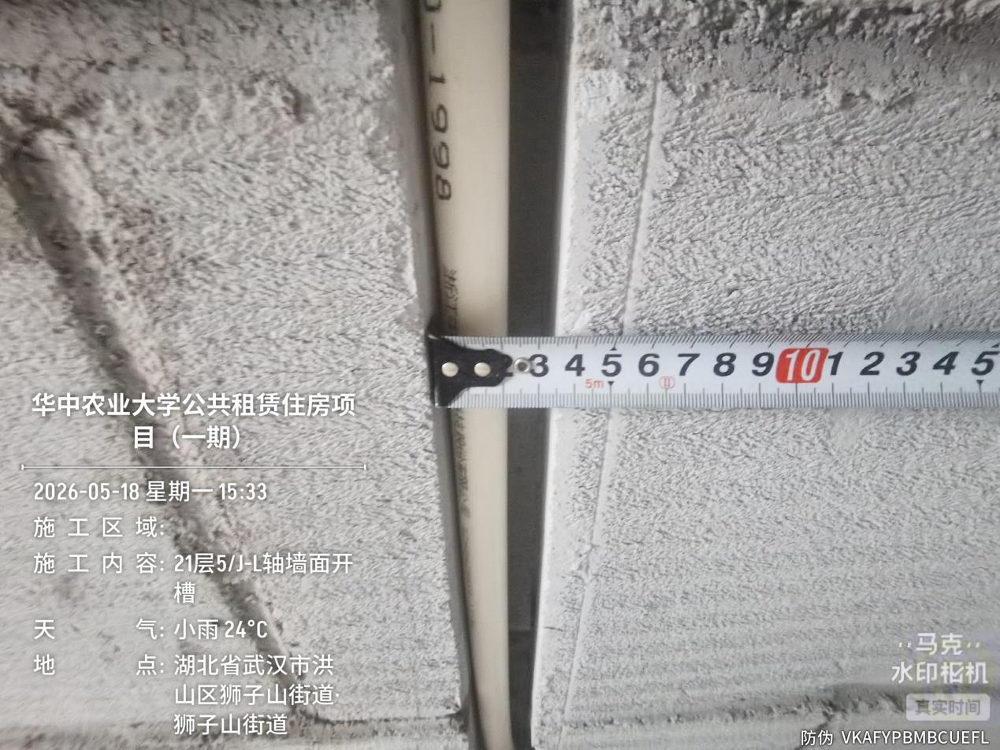 0-1998
浙江
3 4 5 6 7 8 9 10 1 2 3 4 5
5m
Ⅱ
华中农业大学公共租赁住房项
目（一期）
2026-05-18 星期一 15:33
施工区域:
施工内容: 21层5/J-L轴墙面开
槽
天气: 小雨 24°C
地点: 湖北省武汉市洪
山区狮子山街道·
狮子山街道
马克
水印相机
真实时间
防伪 VKAFYPBMBCUEFL